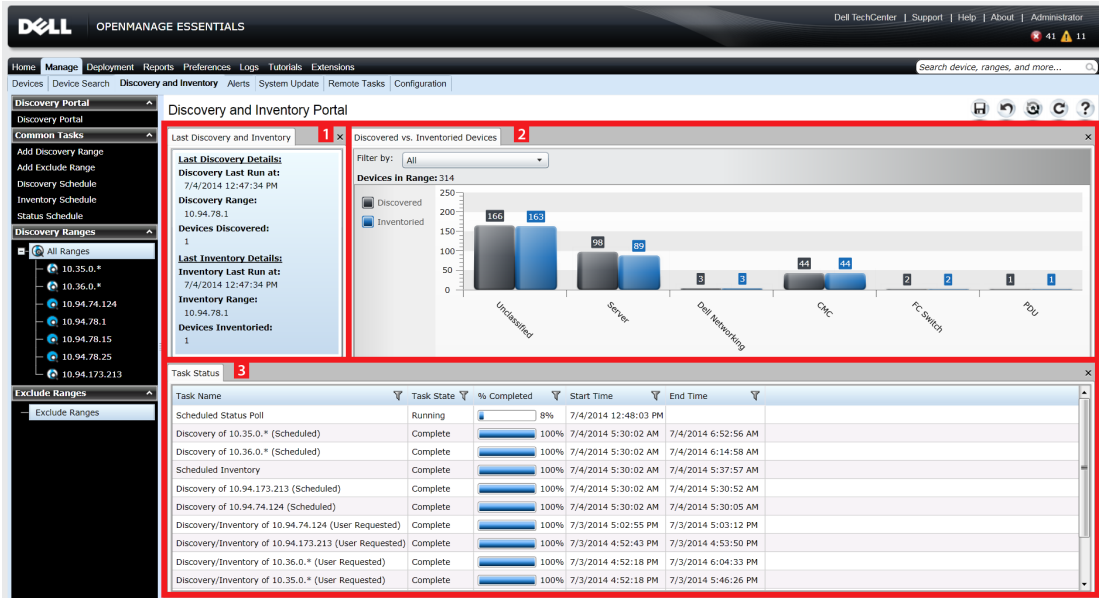 DELL OPENMANAGE ESSENTIALS
Dell TechCenter | Support | Help | About | Administrator
41 11
Home Manage Deployment Reports Preferences Logs Tutorials Extensions
Search device, ranges, and more...
Devices Device Search Discovery and Inventory Alerts System Update Remote Tasks Configuration
Discovery Portal
Discovery Portal
Common Tasks
Add Discovery Range
Add Exclude Range
Discovery Schedule
Inventory Schedule
Status Schedule
Discovery Ranges
All Ranges
10.35.0.*
10.36.0.*
10.94.74.124
10.94.78.1
10.94.78.15
10.94.78.25
10.94.173.213
Exclude Ranges
Exclude Ranges
Discovery and Inventory Portal
?
Last Discovery and Inventory 1 x
Last Discovery Details:
Discovery Last Run at:
7/4/2014 12:47:34 PM
Discovery Range:
10.94.78.1
Devices Discovered:
1
Last Inventory Details:
Inventory Last Run at:
7/4/2014 12:47:34 PM
Inventory Range:
10.94.78.1
Devices Inventoried:
1
Discovered vs. Inventoried Devices 2 x
Filter by: All
Devices in Range: 314
Discovered
Inventoried
250
200
150
100
50
0
166 163
98 89
3 3
44 44
2 2
1 1
Unclassified
Server
Dell Networking
CMC
FC Switch
PDU
Task Status 3 x
Task Name Task State % Completed Start Time End Time
Scheduled Status Poll Running 8% 7/4/2014 12:48:03 PM
Discovery of 10.35.0.* (Scheduled) Complete 100% 7/4/2014 5:30:02 AM 7/4/2014 6:52:56 AM
Discovery of 10.36.0.* (Scheduled) Complete 100% 7/4/2014 5:30:02 AM 7/4/2014 6:14:58 AM
Scheduled Inventory Complete 100% 7/4/2014 5:30:02 AM 7/4/2014 5:37:57 AM
Discovery of 10.94.173.213 (Scheduled) Complete 100% 7/4/2014 5:30:02 AM 7/4/2014 5:30:52 AM
Discovery of 10.94.74.124 (Scheduled) Complete 100% 7/4/2014 5:30:02 AM 7/4/2014 5:30:05 AM
Discovery/Inventory of 10.94.74.124 (User Requested) Complete 100% 7/3/2014 5:02:55 PM 7/3/2014 5:03:12 PM
Discovery/Inventory of 10.94.173.213 (User Requested) Complete 100% 7/3/2014 4:52:43 PM 7/3/2014 4:53:50 PM
Discovery/Inventory of 10.36.0.* (User Requested) Complete 100% 7/3/2014 4:52:18 PM 7/3/2014 6:04:33 PM
Discovery/Inventory of 10.35.0.* (User Requested) Complete 100% 7/3/2014 4:52:18 PM 7/3/2014 5:46:26 PM